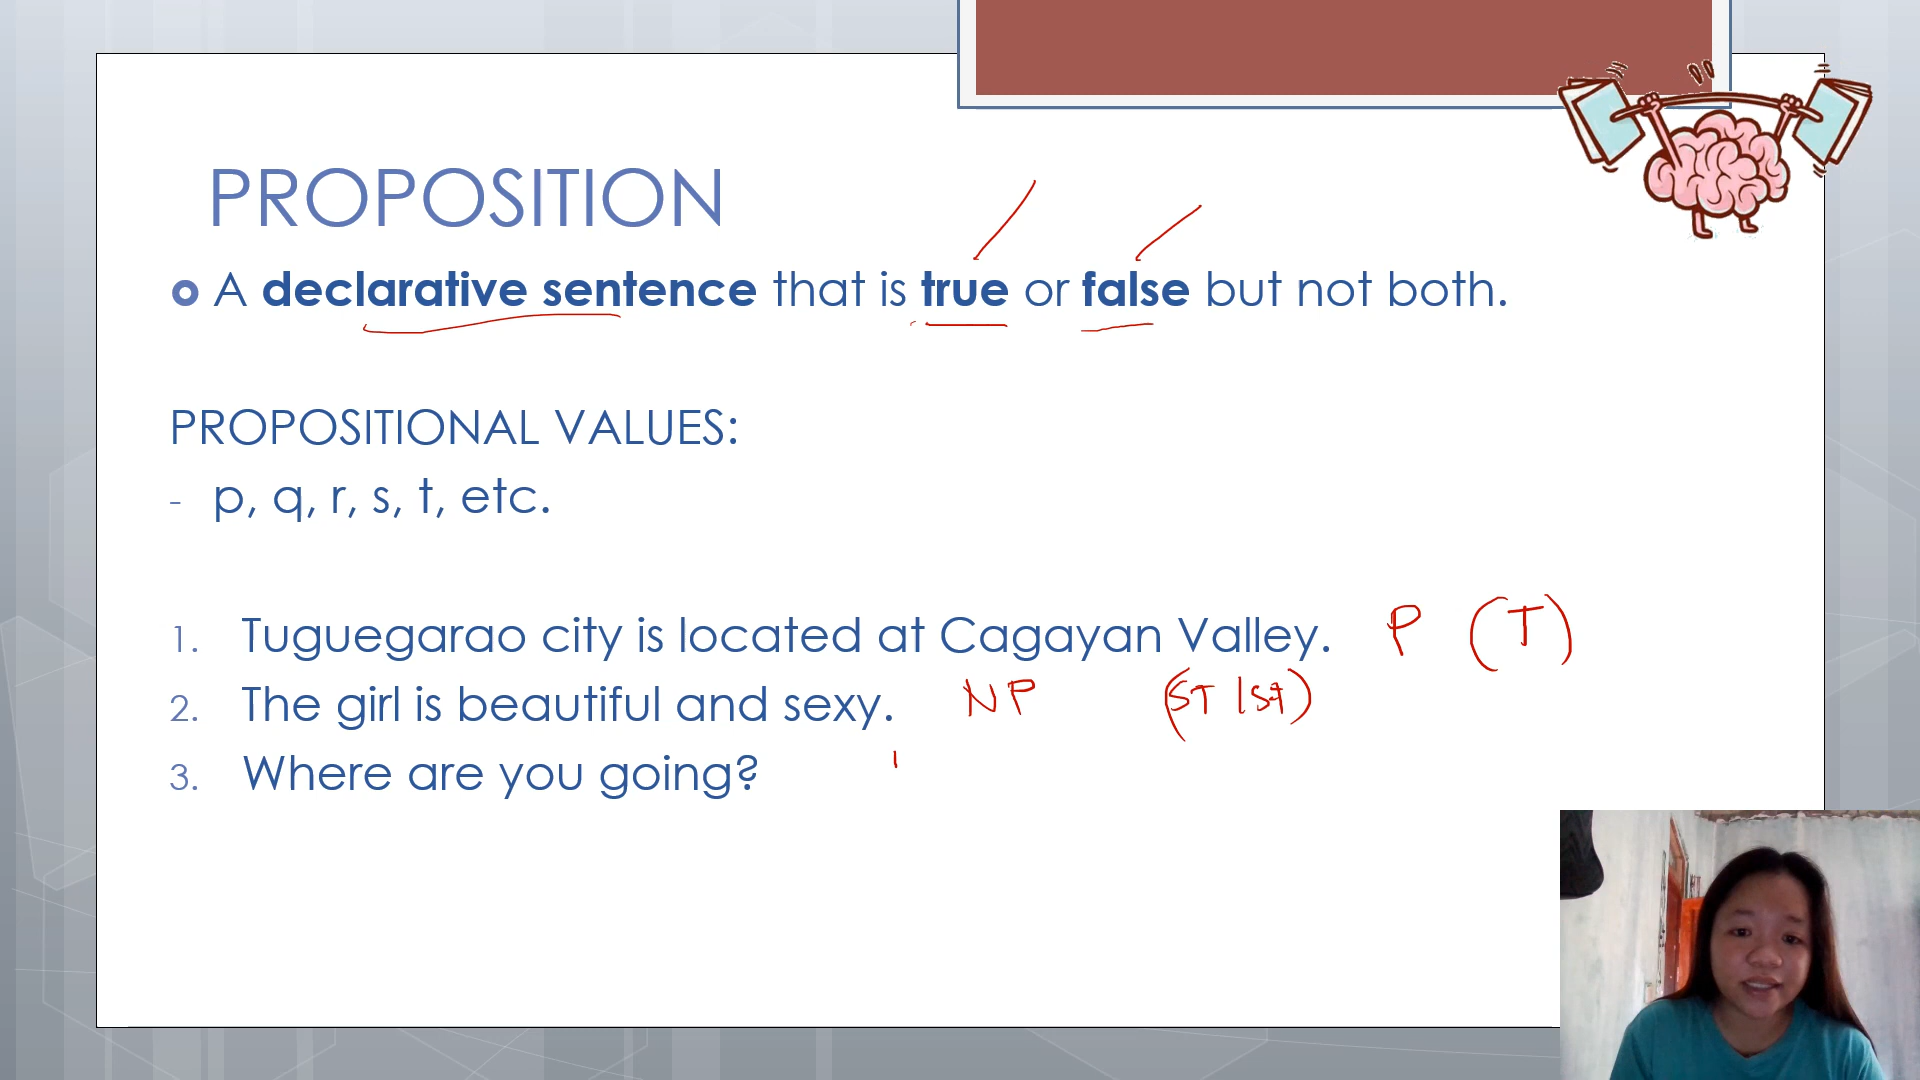 PROPOSITION
A declarative sentence that is true or false but not both.
PROPOSITIONAL VALUES:
- p, q, r, s, t, etc.
1. Tuguegarao city is located at Cagayan Valley. P (T)
2. The girl is beautiful and sexy. NP
3. Where are you going?